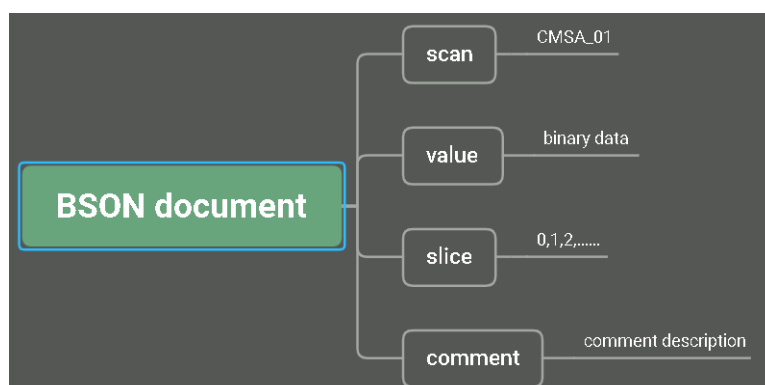 BSON document
scan
CMSA_01
value
binary data
slice
0,1,2,......
comment
comment description